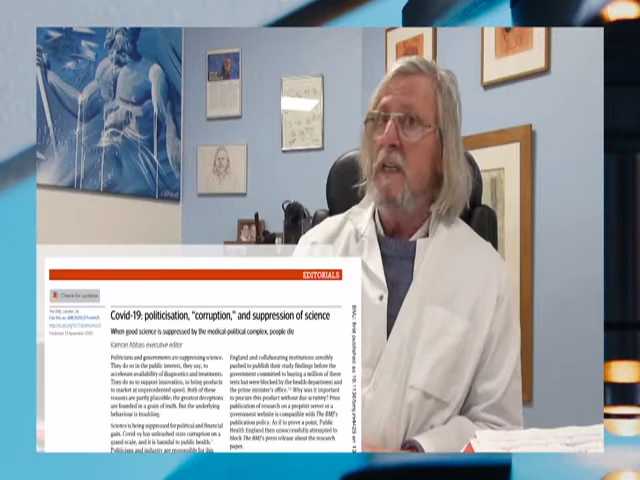 EDITORIALS
Check for updates
Covid-19: politicisation, "corruption," and suppression of science
When good science is suppressed by the medical political complex, people die
Kamran Abbasi executive editor
Politicians and governments are suppressing science.
They do so in the public interest, they say, to
accelerate availability of diagnostics and treatments.
They do so to support innovation, to bring products
to market at unprecedented speed. Both of these
reasons are partly plausible; the greatest deceptions
are founded in a grain of truth. But the underlying
behaviour is troubling.
Science is being suppressed for political and financial
gain. Covid-19 has unleashed state corruption on a
grand scale, and it is harmful to public health.
Politicians and industry are responsible for this
England and collaborating institutions sensibly
pushed to publish their study findings before the
government committed to buying a million of these
tests but were blocked by the health department and
the prime minister's office. Why was it important
to procure this product without due scrutiny? Prior
publication of research on a preprint server or a
government website is compatible with The BMJ's
publication policy. As if to prove a point, Public
Health England then unsuccessfully attempted to
block The BMJ's press release about the research
paper.